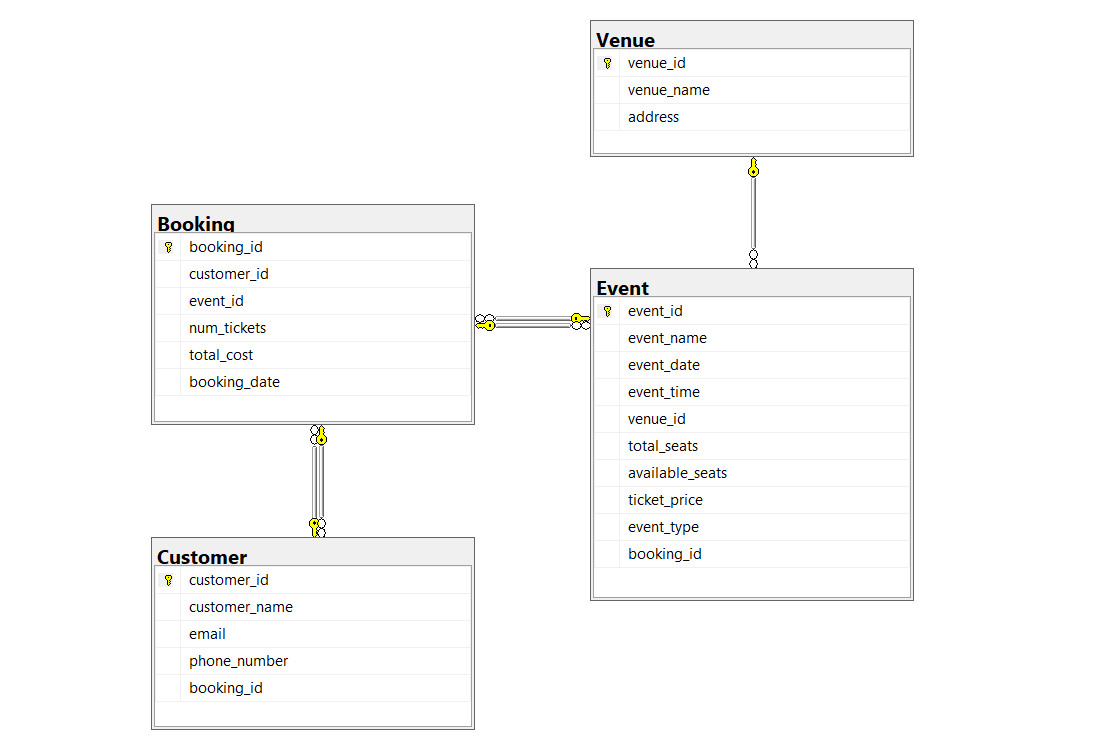 Venue
venue_id
venue_name
address
Booking
booking_id
customer_id
event_id
num_tickets
total_cost
booking_date
Event
event_id
event_name
event_date
event_time
venue_id
total_seats
available_seats
ticket_price
event_type
booking_id
Customer
customer_id
customer_name
email
phone_number
booking_id